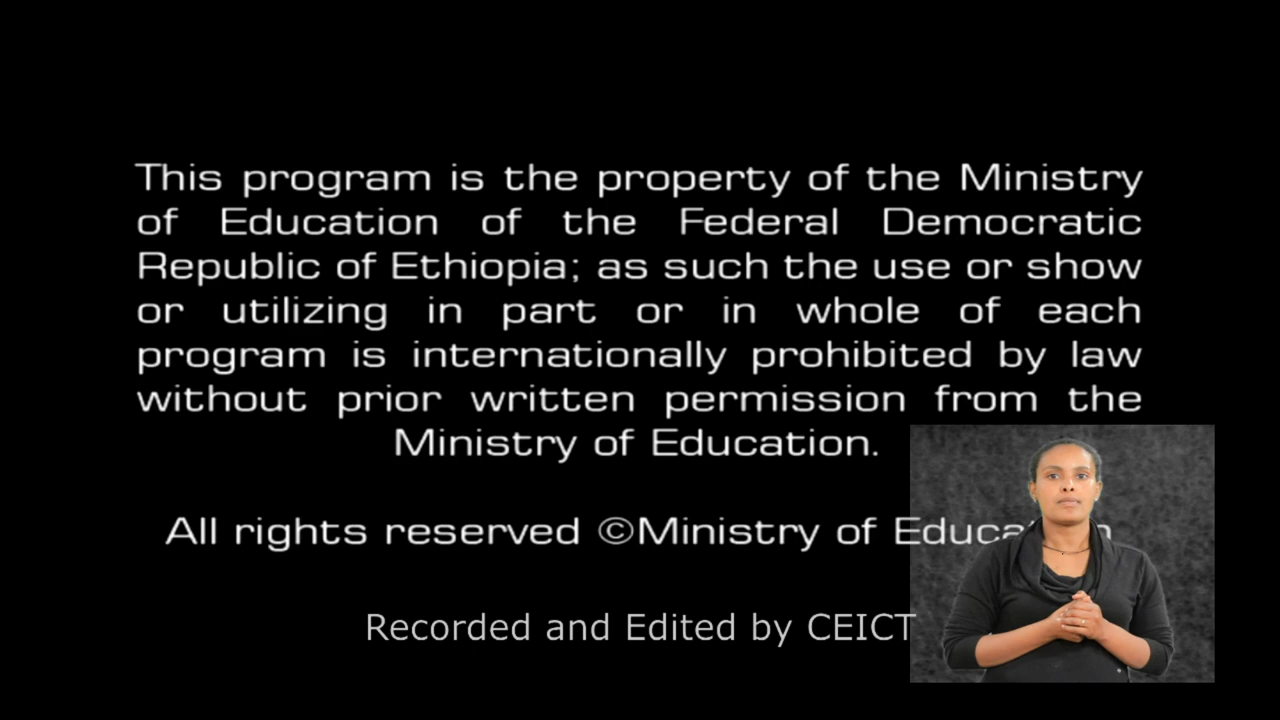 This program is the property of the Ministry
of Education of the Federal Democratic
Republic of Ethiopia; as such the use or show
or utilizing in part or in whole of each
program is internationally prohibited by law
without prior written permission from the
Ministry of Education.
All rights reserved ©Ministry of Education
Recorded and Edited by CEICT